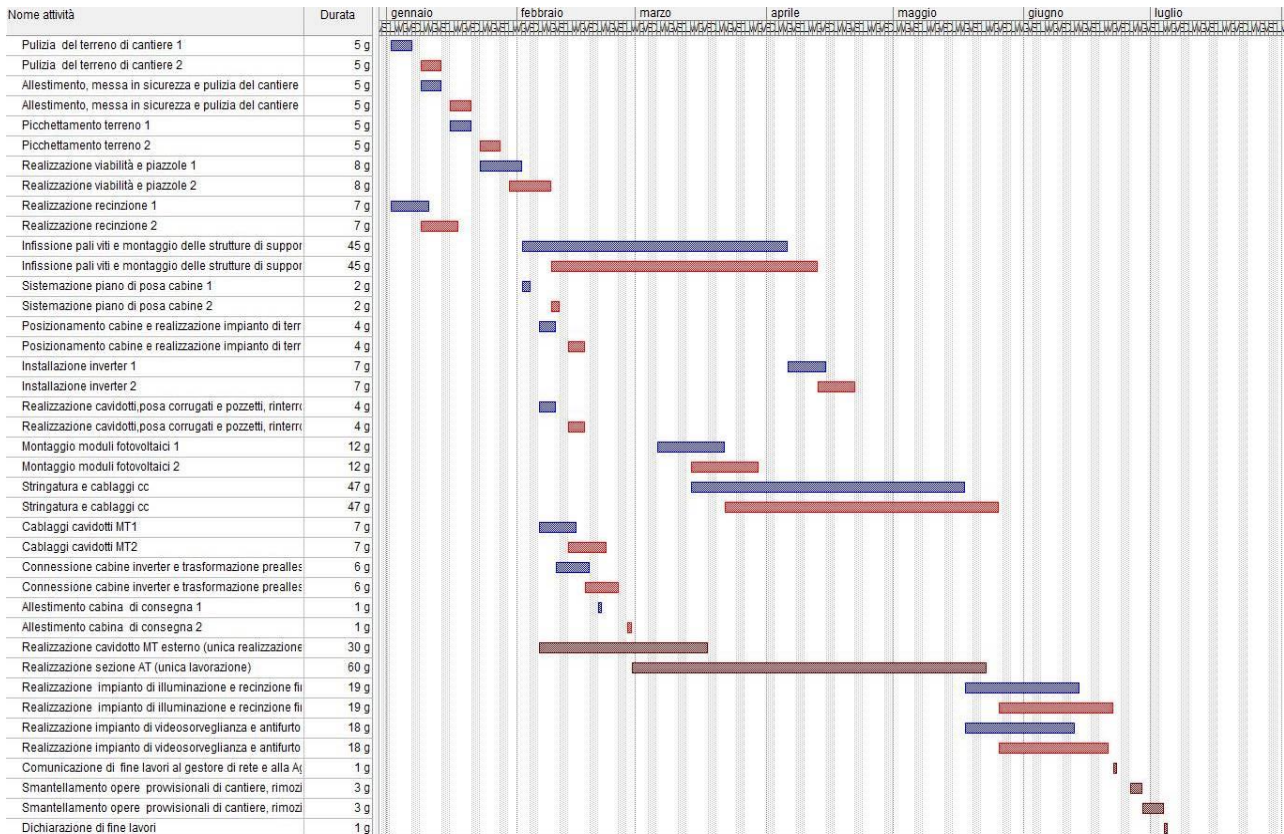 Nome attività Durata gennaio febbraio marzo aprile maggio giugno luglio
Pulizia del terreno di cantiere 1 5 g
Pulizia del terreno di cantiere 2 5 g
Allestimento, messa in sicurezza e pulizia del cantiere 5 g
Allestimento, messa in sicurezza e pulizia del cantiere 5 g
Picchettamento terreno 1 5 g
Picchettamento terreno 2 5 g
Realizzazione viabilità e piazzole 1 8 g
Realizzazione viabilità e piazzole 2 8 g
Realizzazione recinzione 1 7 g
Realizzazione recinzione 2 7 g
Infissione pali viti e montaggio delle strutture di suppor 45 g
Infissione pali viti e montaggio delle strutture di suppor 45 g
Sistemazione piano di posa cabine 1 2 g
Sistemazione piano di posa cabine 2 2 g
Posizionamento cabine e realizzazione impianto di terr 4 g
Posizionamento cabine e realizzazione impianto di terr 4 g
Installazione inverter 1 7 g
Installazione inverter 2 7 g
Realizzazione cavidotti,posa corrugati e pozzetti, rinterro 4 g
Realizzazione cavidotti,posa corrugati e pozzetti, rinterro 4 g
Montaggio moduli fotovoltaici 1 12 g
Montaggio moduli fotovoltaici 2 12 g
Stringatura e cablaggi cc 47 g
Stringatura e cablaggi cc 47 g
Cablaggi cavidotti MT1 7 g
Cablaggi cavidotti MT2 7 g
Connessione cabine inverter e trasformazione prealles 6 g
Connessione cabine inverter e trasformazione prealles 6 g
Allestimento cabina di consegna 1 1 g
Allestimento cabina di consegna 2 1 g
Realizzazione cavidotto MT esterno (unica realizzazione 30 g
Realizzazione sezione AT (unica lavorazione) 60 g
Realizzazione impianto di illuminazione e recinzione fi 19 g
Realizzazione impianto di illuminazione e recinzione fi 19 g
Realizzazione impianto di videosorveglianza e antifurto 18 g
Realizzazione impianto di videosorveglianza e antifurto 18 g
Comunicazione di fine lavori al gestore di rete e alla Ag 1 g
Smantellamento opere provvisionali di cantiere, rimozi 3 g
Smantellamento opere provvisionali di cantiere, rimozi 3 g
Dichiarazione di fine lavori 1 g